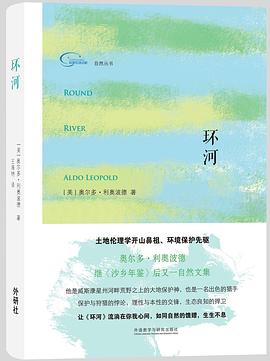 环河
[美] 奥尔多·利奥波德 著
外研社
自然丛书
ROUND
RIVER
ALDO LEOPOLD
环河
[美] 奥尔多·利奥波德 著
土地伦理学开山鼻祖、环境保护先驱
奥尔多·利奥波德
继《沙乡年鉴》后又一自然文集
他是威斯康星州河畔荒野之上的大地保护神，也是一名出色的猎手
保护与狩猎的悖论，理性与本性的交锋，生态良知的捍卫
让《环河》流淌在你我心间，如同自然的馈赠，生生不息
外语教学与研究出版社